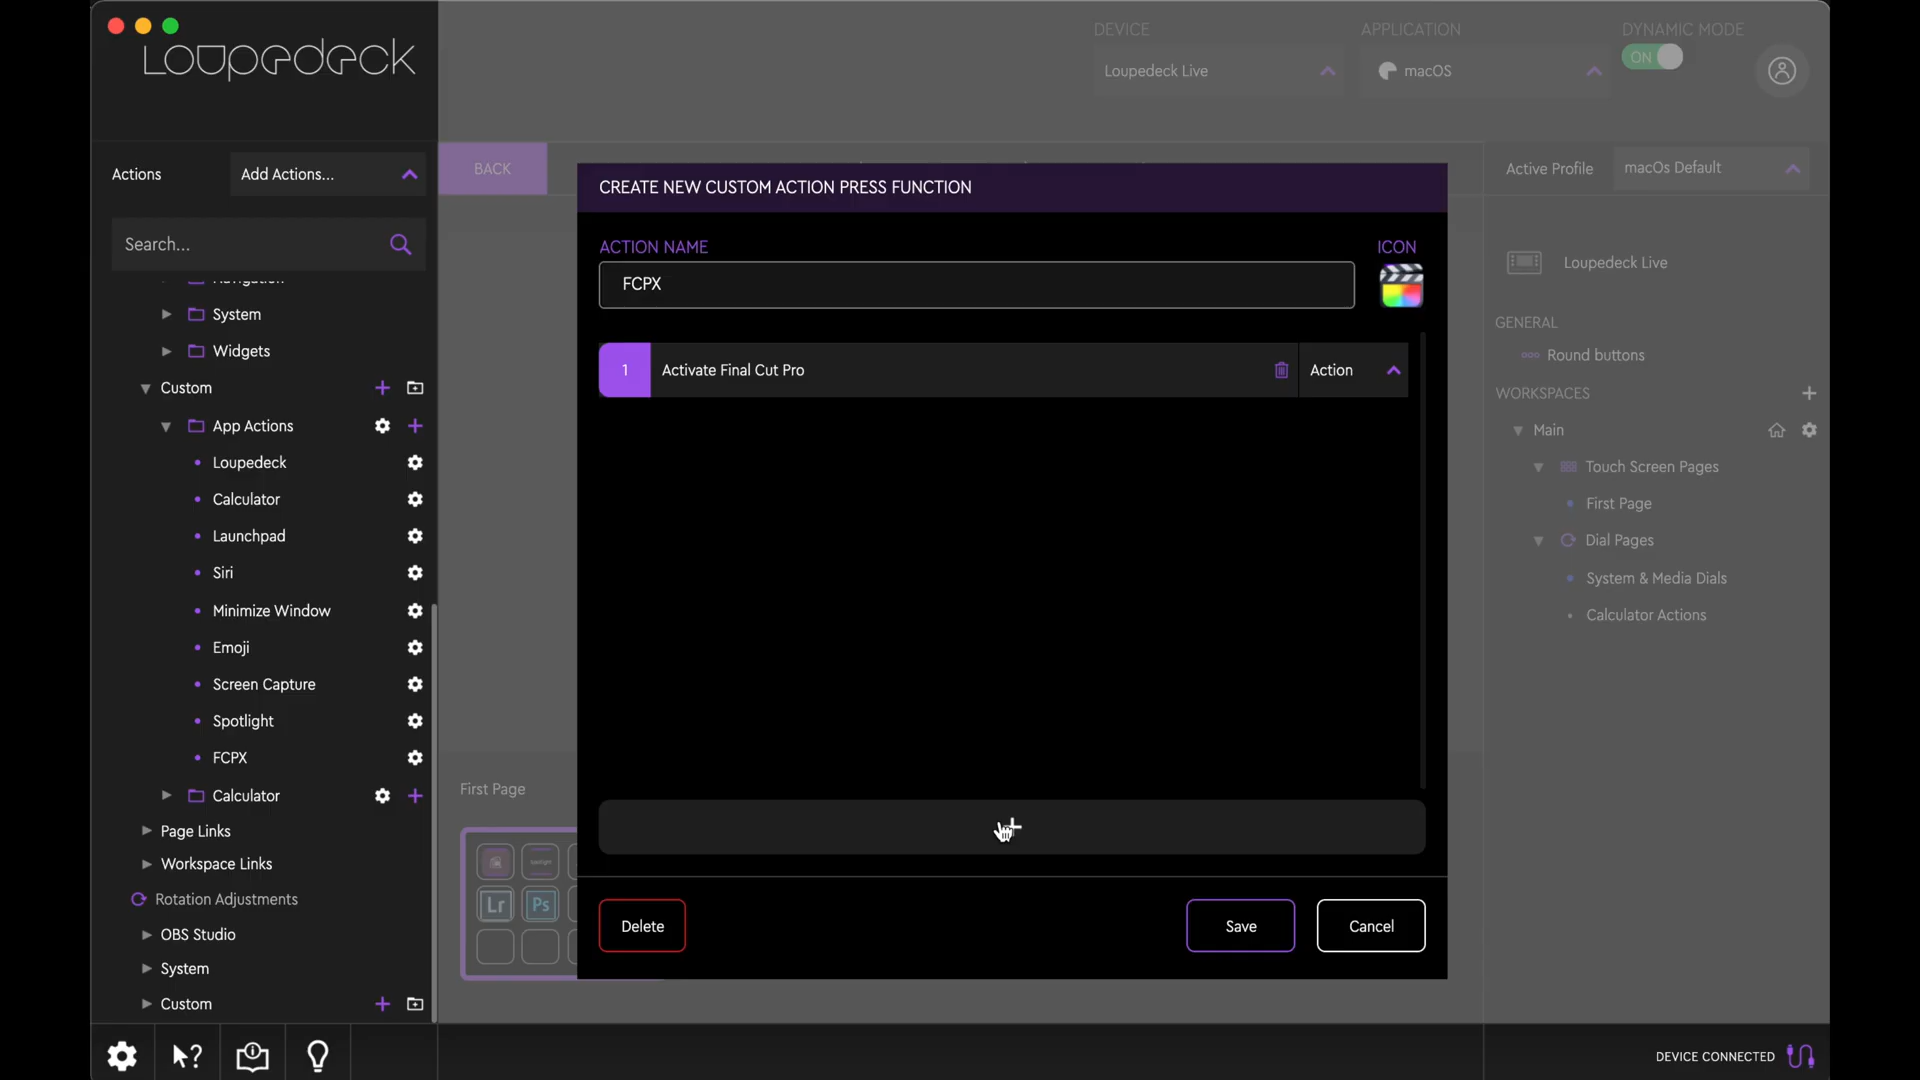 Loupedeck
DEVICE
Loupedeck Live
APPLICATION
macOS
DYNAMIC MODE
ON
Actions
Add Actions...
Search...
System
Widgets
Custom
App Actions
Loupedeck
Calculator
Launchpad
Siri
Minimize Window
Emoji
Screen Capture
Spotlight
FCPX
Calculator
Page Links
Workspace Links
Rotation Adjustments
OBS Studio
System
Custom
BACK
CREATE NEW CUSTOM ACTION PRESS FUNCTION
ACTION NAME
ICON
FCPX
1
Activate Final Cut Pro
Action
Delete
Save
Cancel
First Page
Lr
Ps
Active Profile
macOs Default
Loupedeck Live
GENERAL
Round buttons
WORKSPACES
Main
Touch Screen Pages
First Page
Dial Pages
System & Media Dials
Calculator Actions
DEVICE CONNECTED